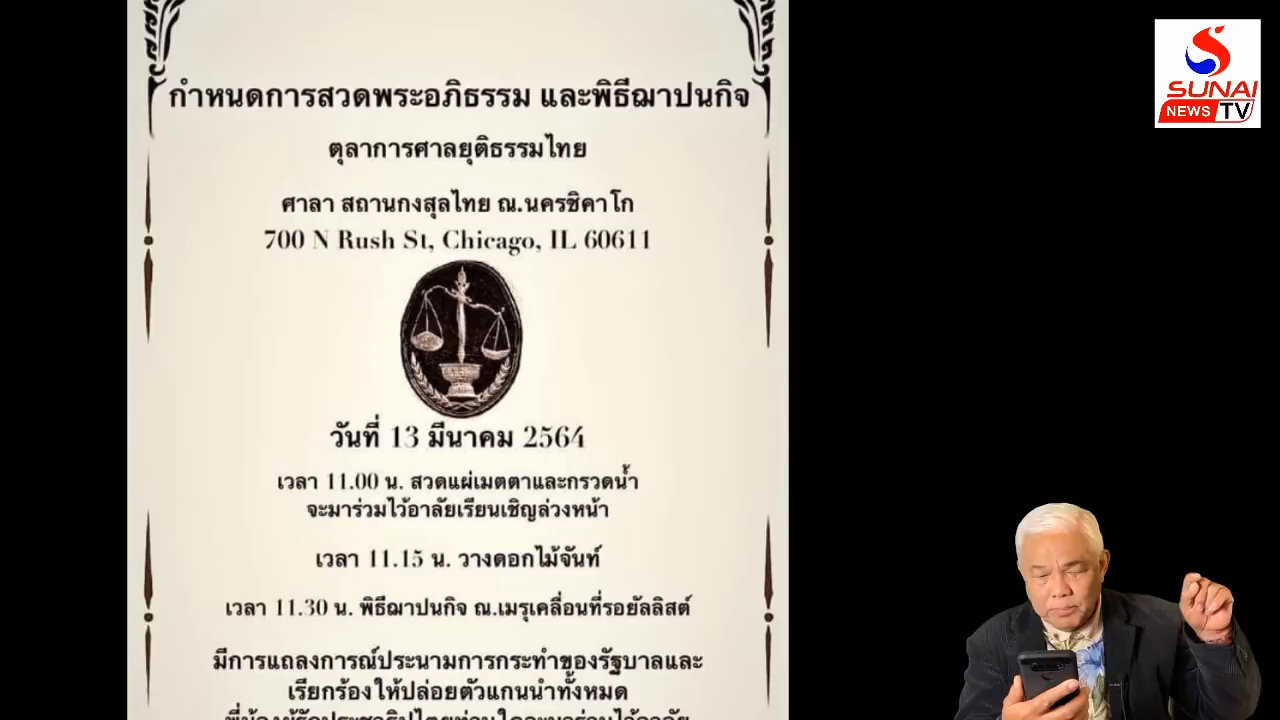 กำหนดการสวดพระอภิธรรม และพิธีฌาปนกิจ
ตุลาการศาลยุติธรรมไทย
ศาลา สถานกงสุลไทย ณ.นครชิคาโก
700 N Rush St, Chicago, IL 60611
วันที่ 13 มีนาคม 2564
เวลา 11.00 น. สวดแผ่เมตตาและกรวดน้ำ
จะมาร่วมไว้อาลัยเรียนเชิญล่วงหน้า
เวลา 11.15 น. วางดอกไม้จันท์
เวลา 11.30 น. พิธีฌาปนกิจ ณ.เมรุเคลื่อนที่รอยัลลิสต์
มีการแถลงการณ์ประนามการกระทำของรัฐบาลและ
เรียกร้องให้ปล่อยตัวแกนนำทั้งหมด
SUNAI
NEWS TV